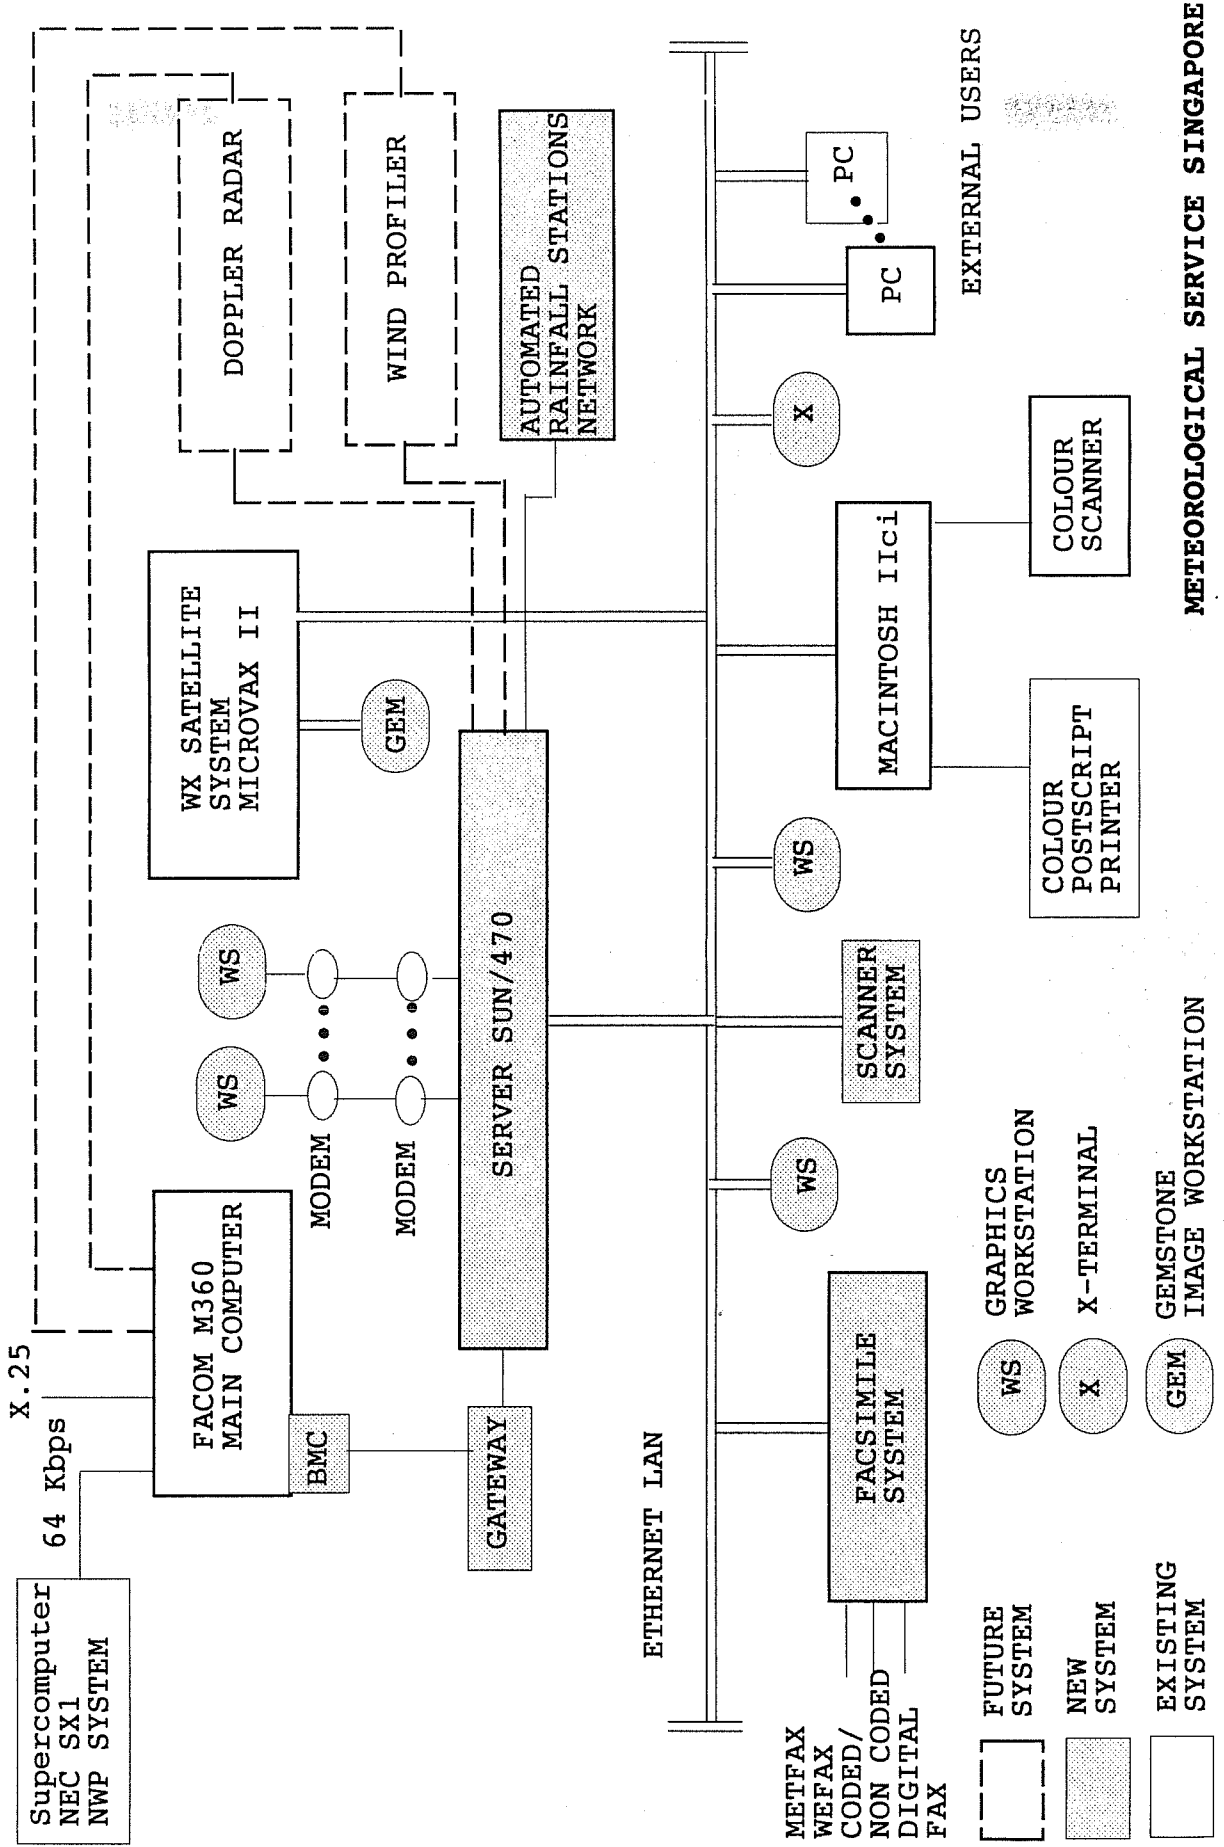 Supercomputer
NEC SX1
NWP SYSTEM
64 Kbps
X.25
FACOM M360
MAIN COMPUTER
BMC
GATEWAY
WS
WS
MODEM
MODEM
SERVER SUN/470
WX SATELLITE
SYSTEM
MICROVAX II
GEM
DOPPLER RADAR
WIND PROFILER
AUTOMATED
RAINFALL STATIONS
NETWORK
ETHERNET LAN
METFAX
WEFAX
CODED/
NON CODED
DIGITAL
FAX
FACSIMILE
SYSTEM
WS
SCANNER
SYSTEM
WS
MACINTOSH IIci
COLOUR
POSTSCRIPT
PRINTER
COLOUR
SCANNER
X
PC
PC
EXTERNAL USERS
FUTURE
SYSTEM
NEW
SYSTEM
EXISTING
SYSTEM
WS
GRAPHICS
WORKSTATION
X
X-TERMINAL
GEM
GEMSTONE
IMAGE WORKSTATION
METEOROLOGICAL SERVICE SINGAPORE